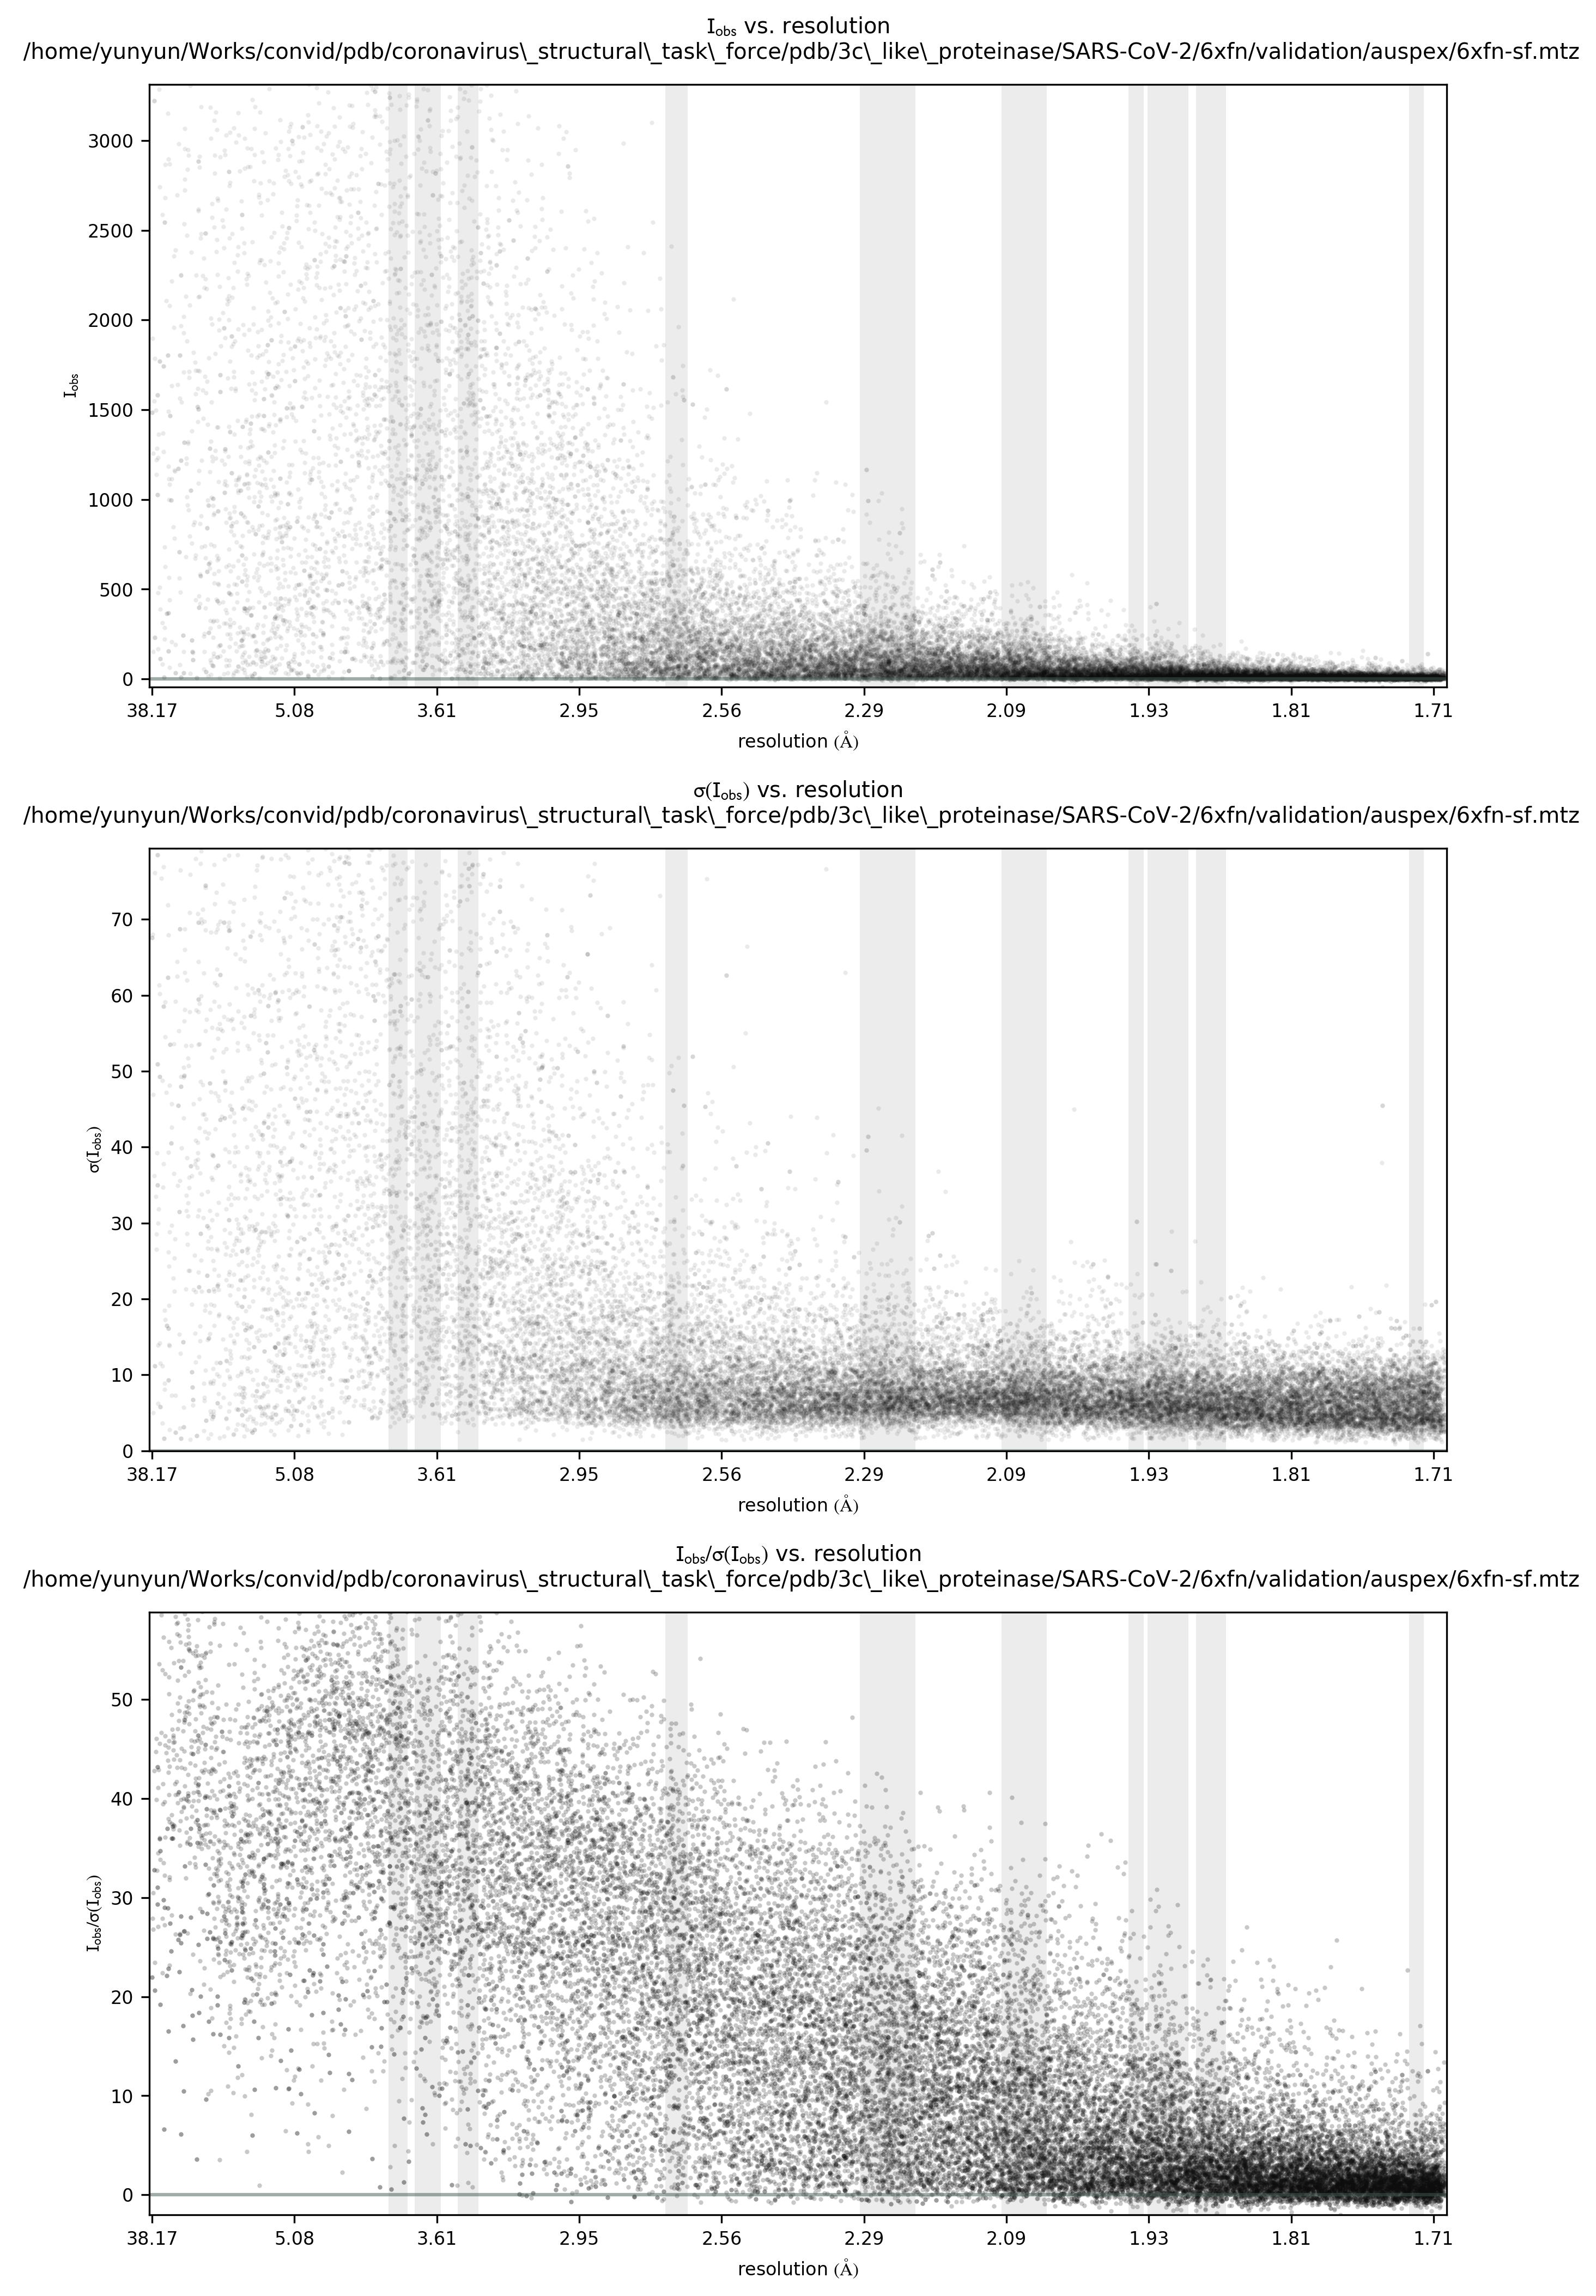 I_obs vs. resolution
/home/yunyun/Works/convid/pdb/coronavirus\_structural\_task\_force/pdb/3c\_like\_proteinase/SARS-CoV-2/6xfn/validation/auspex/6xfn-sf.mtz
3000
2500
2000
1500
1000
500
0
I_obs
38.17 5.08 3.61 2.95 2.56 2.29 2.09 1.93 1.81 1.71
resolution (Å)
σ(I_obs) vs. resolution
/home/yunyun/Works/convid/pdb/coronavirus\_structural\_task\_force/pdb/3c\_like\_proteinase/SARS-CoV-2/6xfn/validation/auspex/6xfn-sf.mtz
70
60
50
40
30
20
10
0
σ(I_obs)
38.17 5.08 3.61 2.95 2.56 2.29 2.09 1.93 1.81 1.71
resolution (Å)
I_obs/σ(I_obs) vs. resolution
/home/yunyun/Works/convid/pdb/coronavirus\_structural\_task\_force/pdb/3c\_like\_proteinase/SARS-CoV-2/6xfn/validation/auspex/6xfn-sf.mtz
50
40
30
20
10
0
I_obs/σ(I_obs)
38.17 5.08 3.61 2.95 2.56 2.29 2.09 1.93 1.81 1.71
resolution (Å)